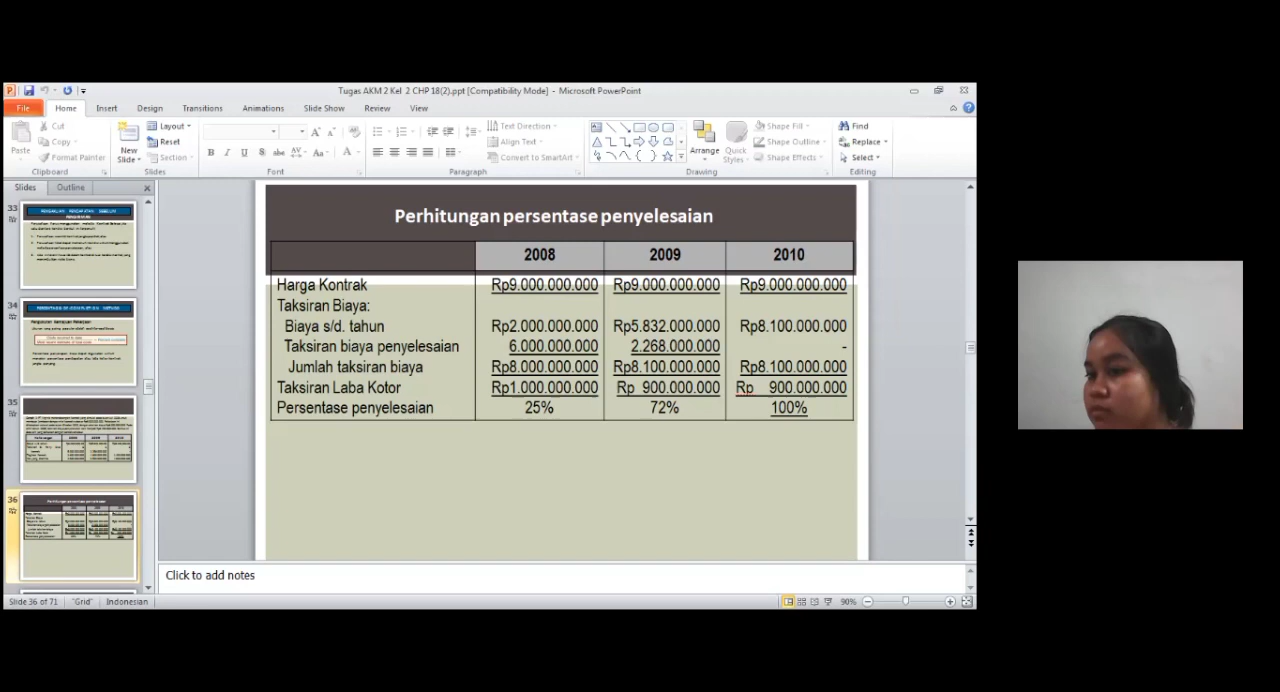 Tugas AKM 2 Kel 2 CHP 18(2).ppt [Compatibility Mode] - Microsoft PowerPoint
File Home Insert Design Transitions Animations Slide Show Review View
Paste Cut Copy Format Painter
New Slide Layout Reset Section
Text Direction Align Text Convert to SmartArt
Arrange Quick Styles Shape Fill Shape Outline Shape Effects
Find Replace Select
Clipboard Slides Font Paragraph Drawing Editing
Slides Outline
33
34
35
36
Perhitungan persentase penyelesaian
2008 2009 2010
Harga Kontrak Rp9.000.000.000 Rp9.000.000.000 Rp9.000.000.000
Taksiran Biaya:
Biaya s/d. tahun Rp2.000.000.000 Rp5.832.000.000 Rp8.100.000.000
Taksiran biaya penyelesaian 6.000.000.000 2.268.000.000 -
Jumlah taksiran biaya Rp8.000.000.000 Rp8.100.000.000 Rp8.100.000.000
Taksiran Laba Kotor Rp1.000.000.000 Rp 900.000.000 Rp 900.000.000
Persentase penyelesaian 25% 72% 100%
Click to add notes
Slide 36 of 71 "Grid" Indonesian 90%